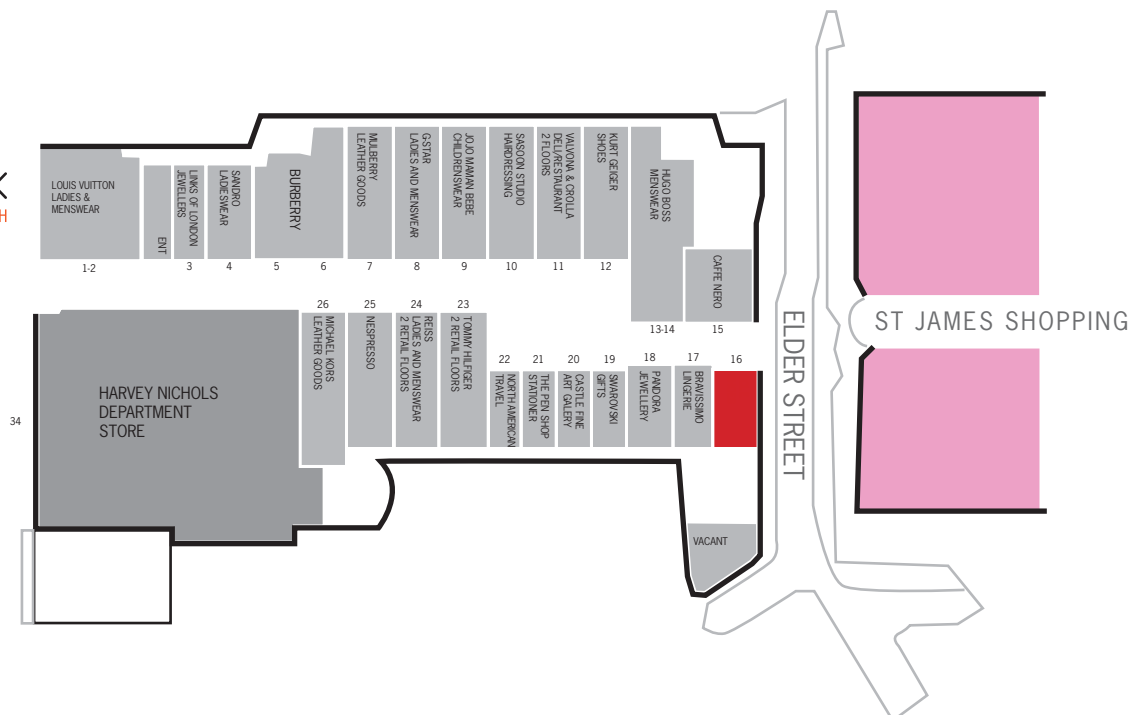 LOUIS VUITTON
LADIES &
MENSWEAR
ENT
LINKS OF LONDON
JEWELLERS
SANDRO
LADIESWEAR
BURBERRY
MULBERRY
LEATHER GOODS
G-STAR
LADIES AND MENSWEAR
JOJO MAMAN BEBE
CHILDRENSWEAR
SASOON STUDIO
HAIRDRESSING
VALVONA & CROLLA
DELI/RESTAURANT
2 FLOORS
KURT GEIGER
SHOES
HUGO BOSS
MENSWEAR
CAFFE NERO
1-2
3
4
5
6
7
8
9
10
11
12
13-14
15
26
25
24
23
22
21
20
19
18
17
16
MICHAEL KORS
LEATHER GOODS
NESPRESSO
REISS
LADIES AND MENSWEAR
2 RETAIL FLOORS
TOMMY HILFIGER
2 RETAIL FLOORS
NORTH AMERICAN
TRAVEL
THE PEN SHOP
STATIONER
CASTLE FINE
ART GALERY
SWAROVSKI
GIFTS
PANDORA
JEWELLERY
BRAVISSIMO
LINGERIE
34
HARVEY NICHOLS
DEPARTMENT
STORE
VACANT
ELDER STREET
ST JAMES SHOPPING